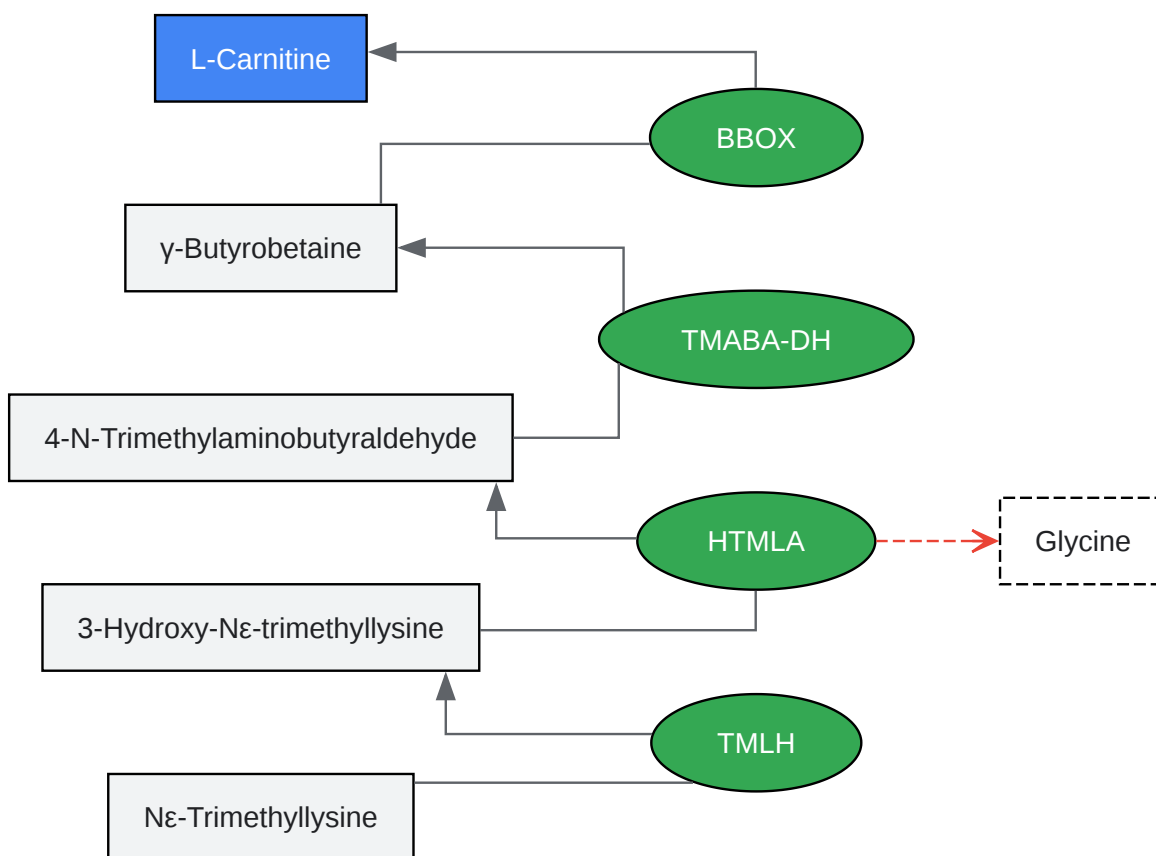 L-Carnitine
BBOX
γ-Butyrobetaine
TMABA-DH
4-N-Trimethylaminobutyraldehyde
HTMLA
Glycine
3-Hydroxy-Nε-trimethyllysine
TMLH
Nε-Trimethyllysine